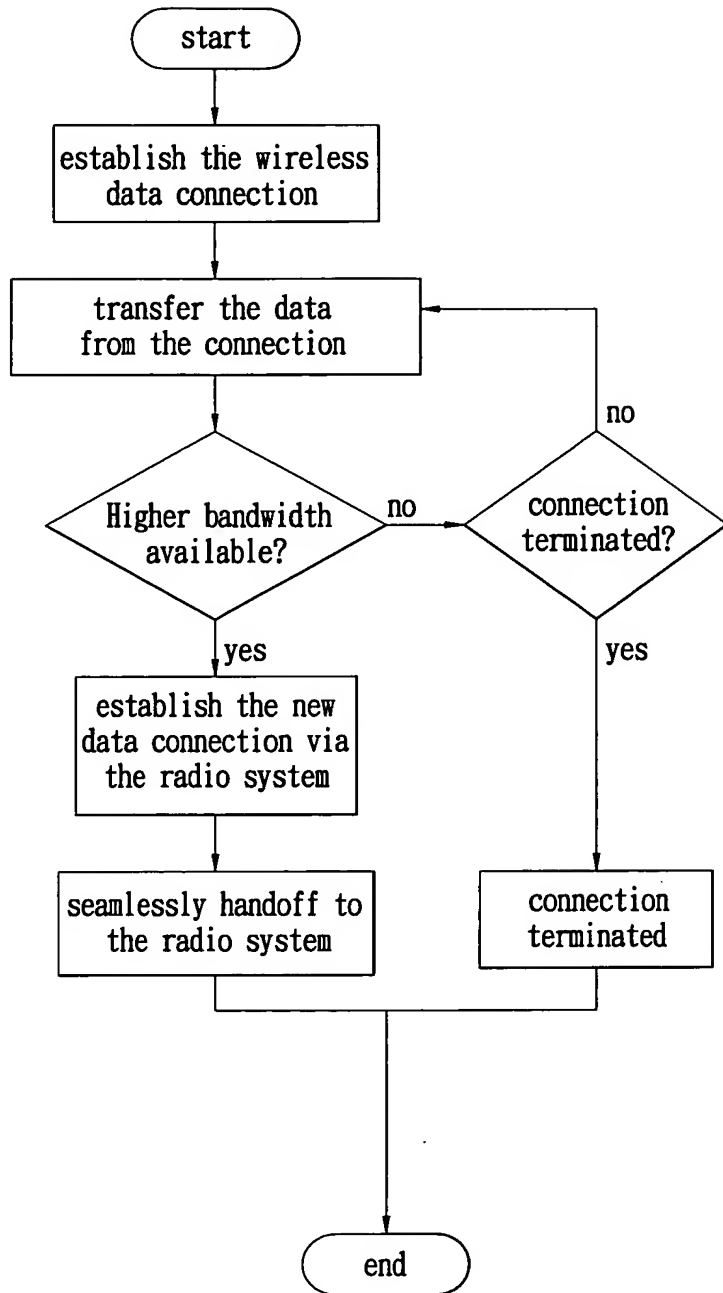 start
establish the wireless
data connection
transfer the data
from the connection
no
Higher bandwidth
available?
no
connection
terminated?
yes
yes
establish the new
data connection via
the radio system
seamlessly handoff to
the radio system
connection
terminated
end